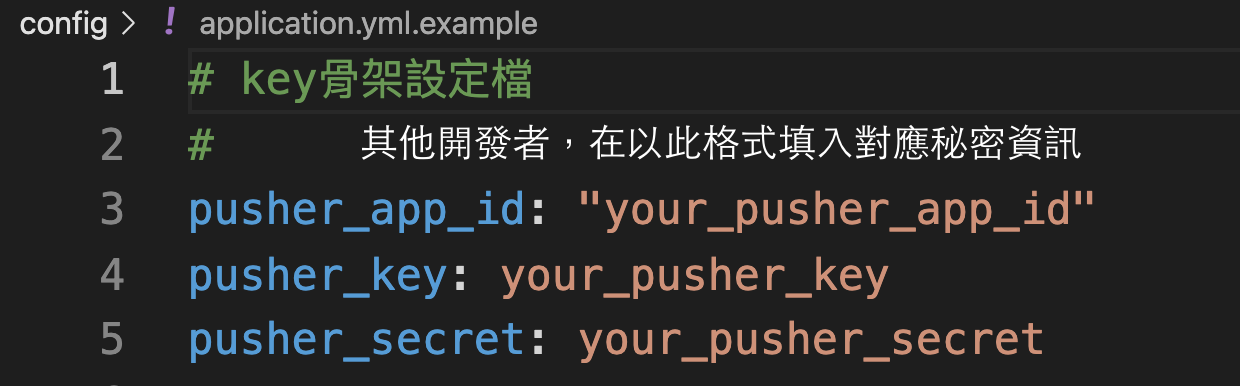 config > ! application.yml.example
1 # key骨架設定檔
2 # 其他開發者，在以此格式填入對應秘密資訊
3 pusher_app_id: "your_pusher_app_id"
4 pusher_key: your_pusher_key
5 pusher_secret: your_pusher_secret